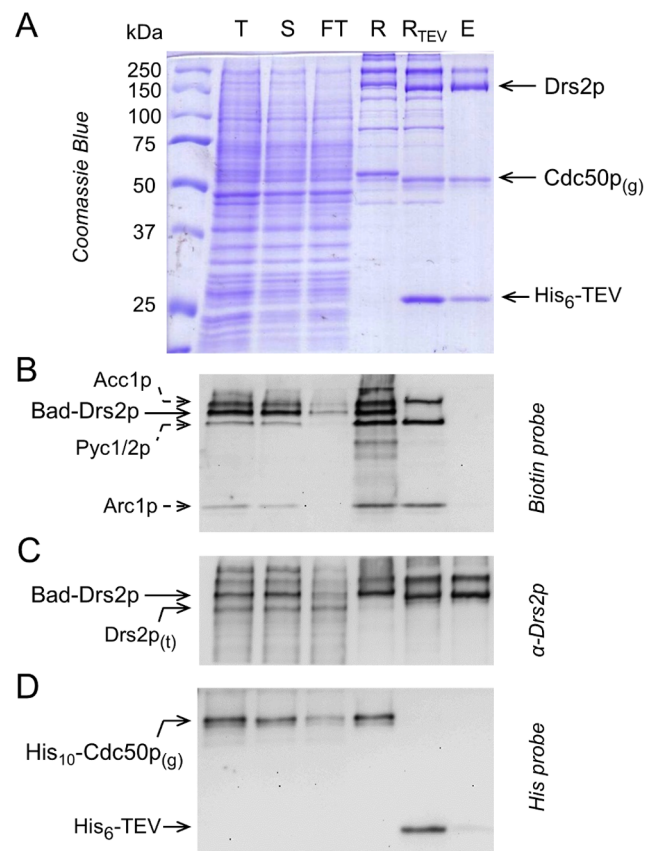 A
kDa T S FT R RTEV E
250
150
100
75
50
37
25
Coomassie Blue
Drs2p
Cdc50p(g)
His6-TEV
B
Acc1p
Bad-Drs2p
Pyc1/2p
Arc1p
Biotin probe
C
Bad-Drs2p
Drs2p(t)
α-Drs2p
D
His10-Cdc50p(g)
His6-TEV
His probe